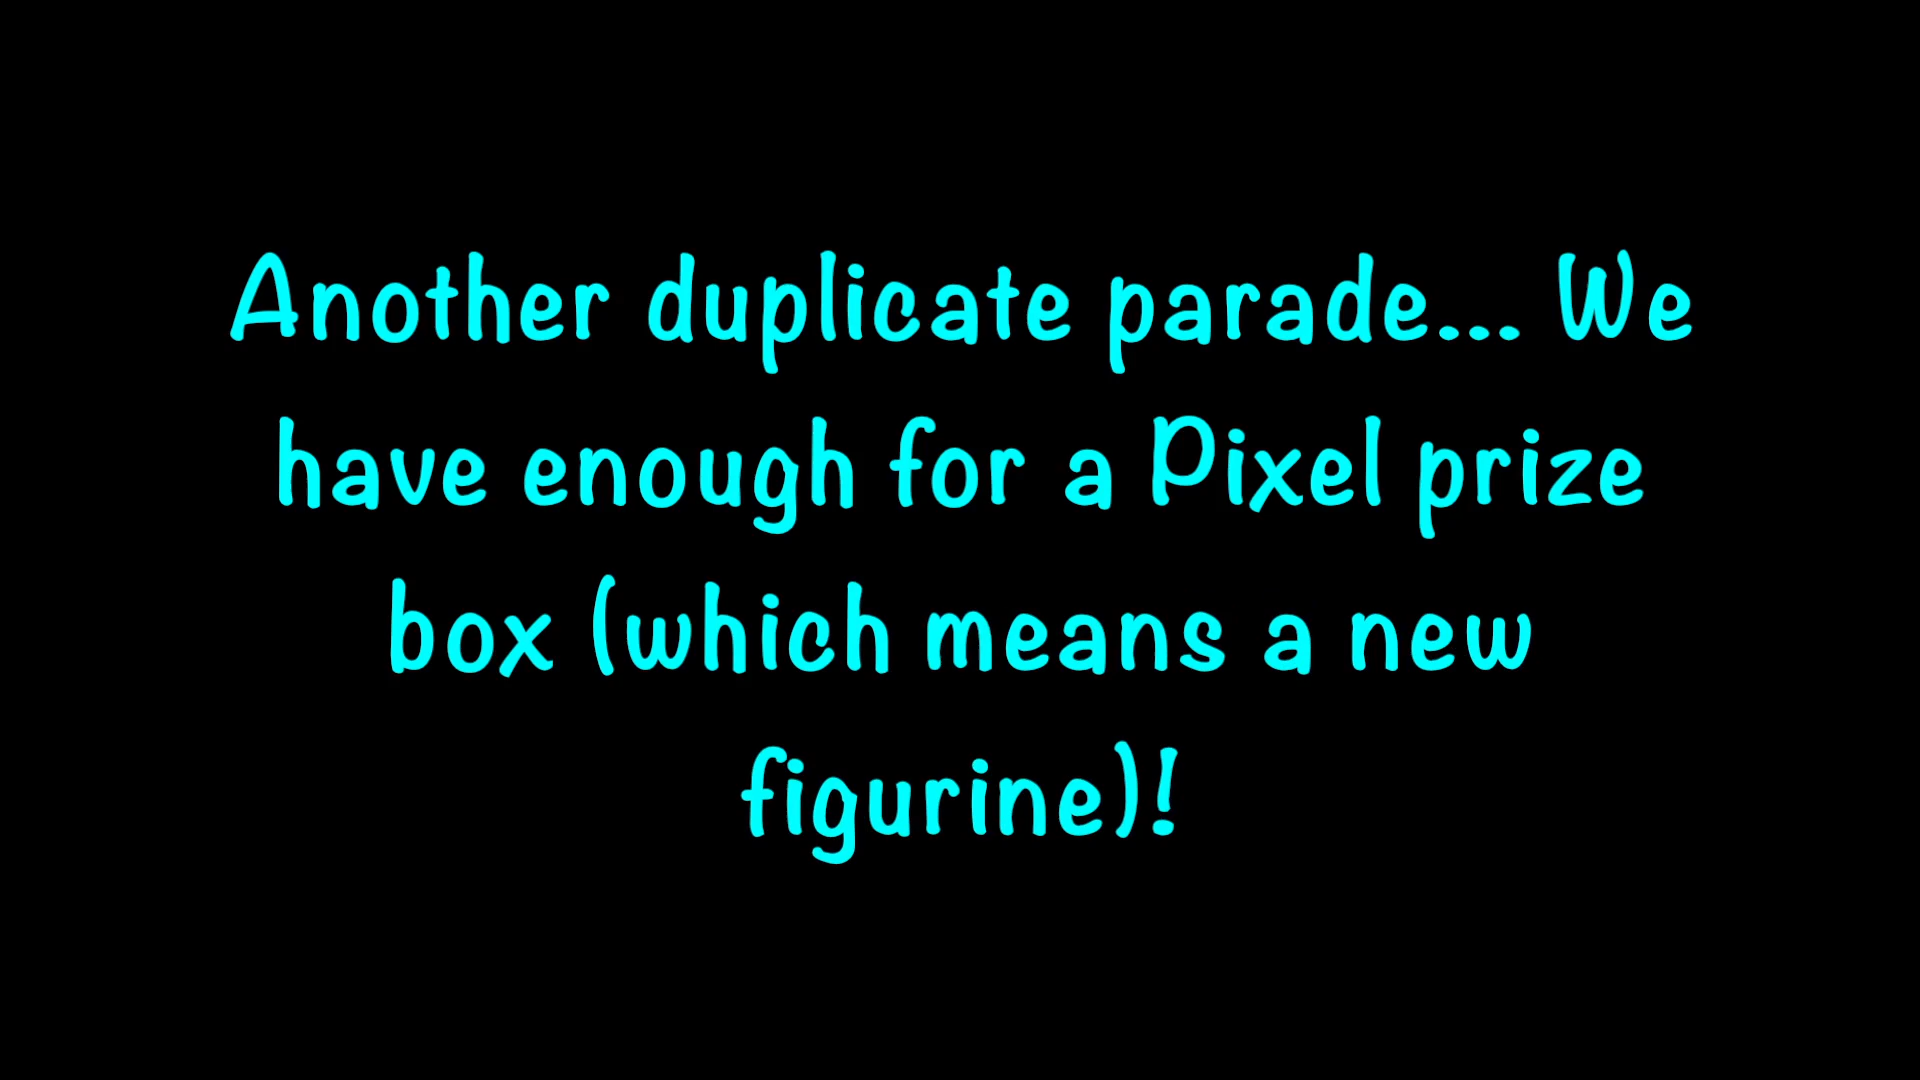 Another duplicate parade... We
have enough for a Pixel prize
box (which means a new
figurine)!